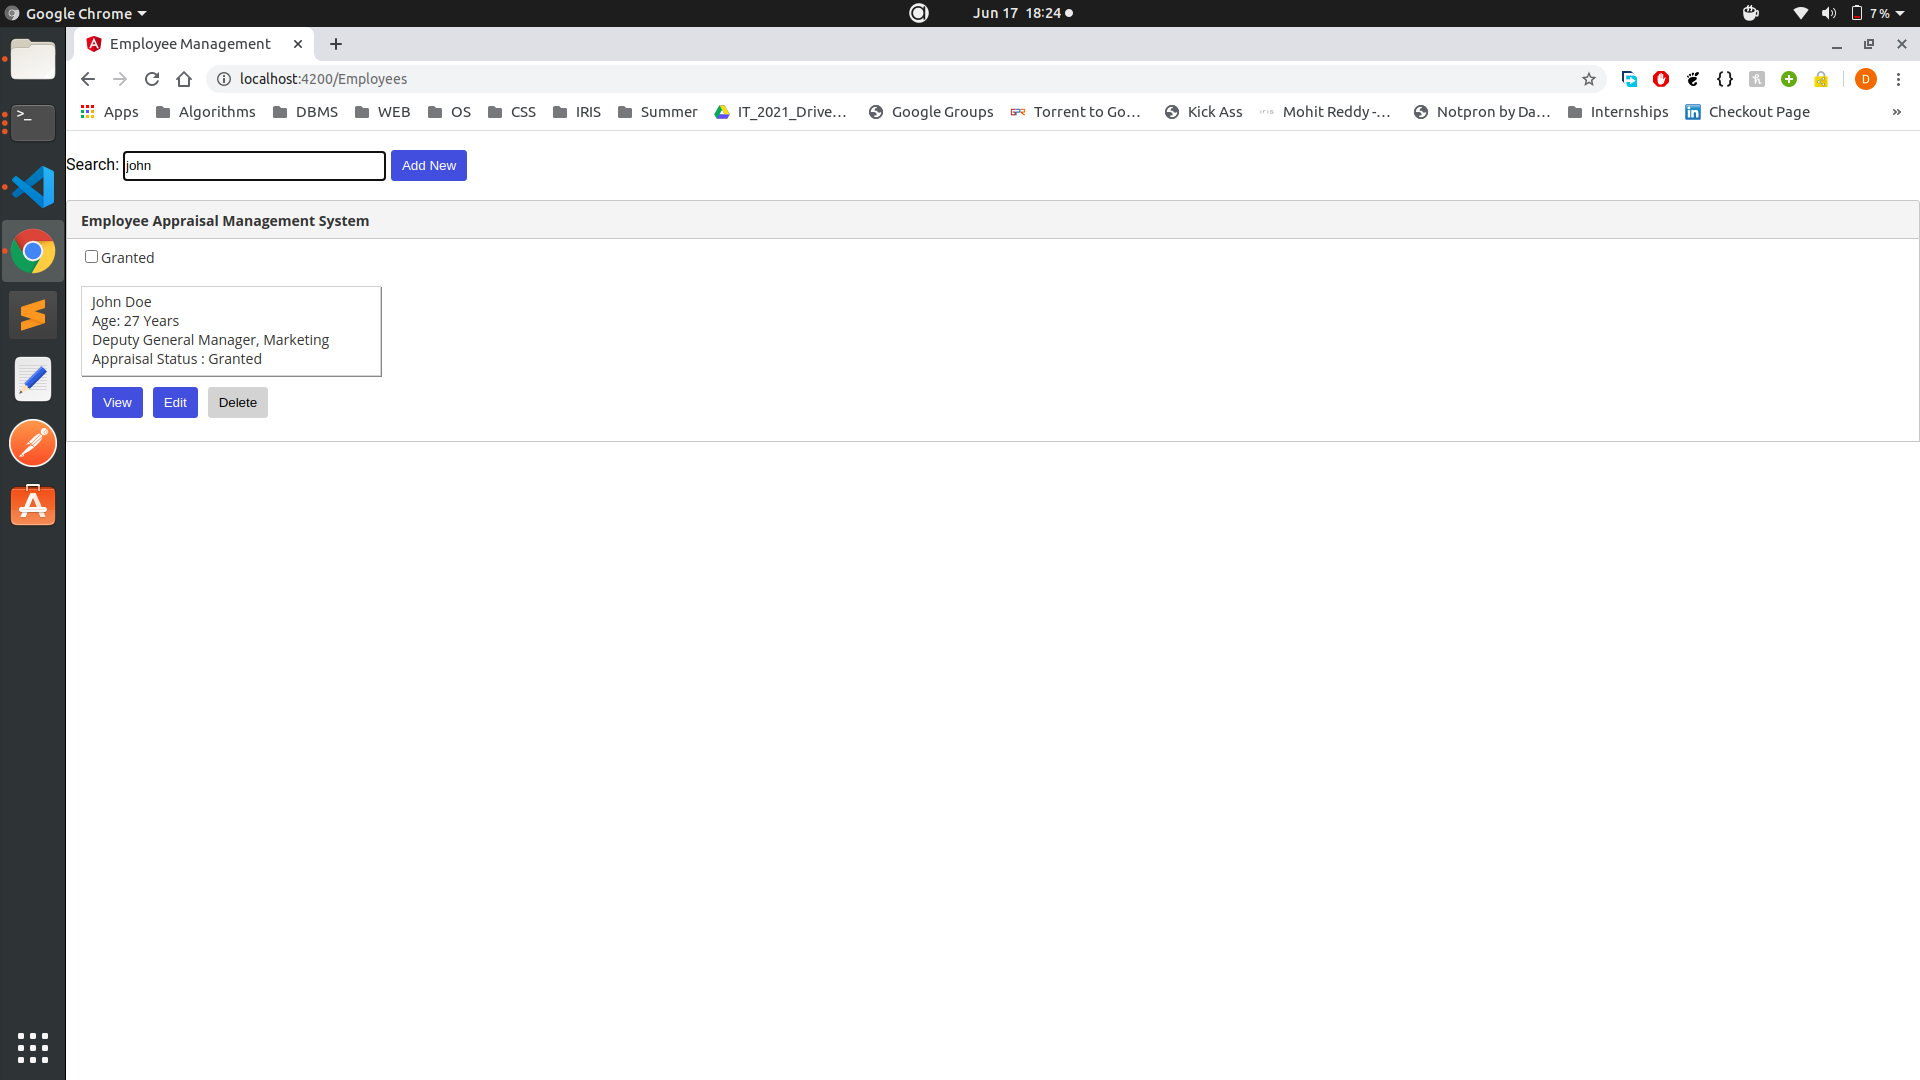 Google Chrome
Jun 17 18:24
7 %
Employee Management
localhost:4200/Employees
D
Apps Algorithms DBMS WEB OS CSS IRIS Summer IT_2021_Drive... Google Groups Torrent to Go... Kick Ass Mohit Reddy -... Notpron by Da... Internships Checkout Page »
Search: john Add New
Employee Appraisal Management System
Granted
John Doe
Age: 27 Years
Deputy General Manager, Marketing
Appraisal Status : Granted
View Edit Delete